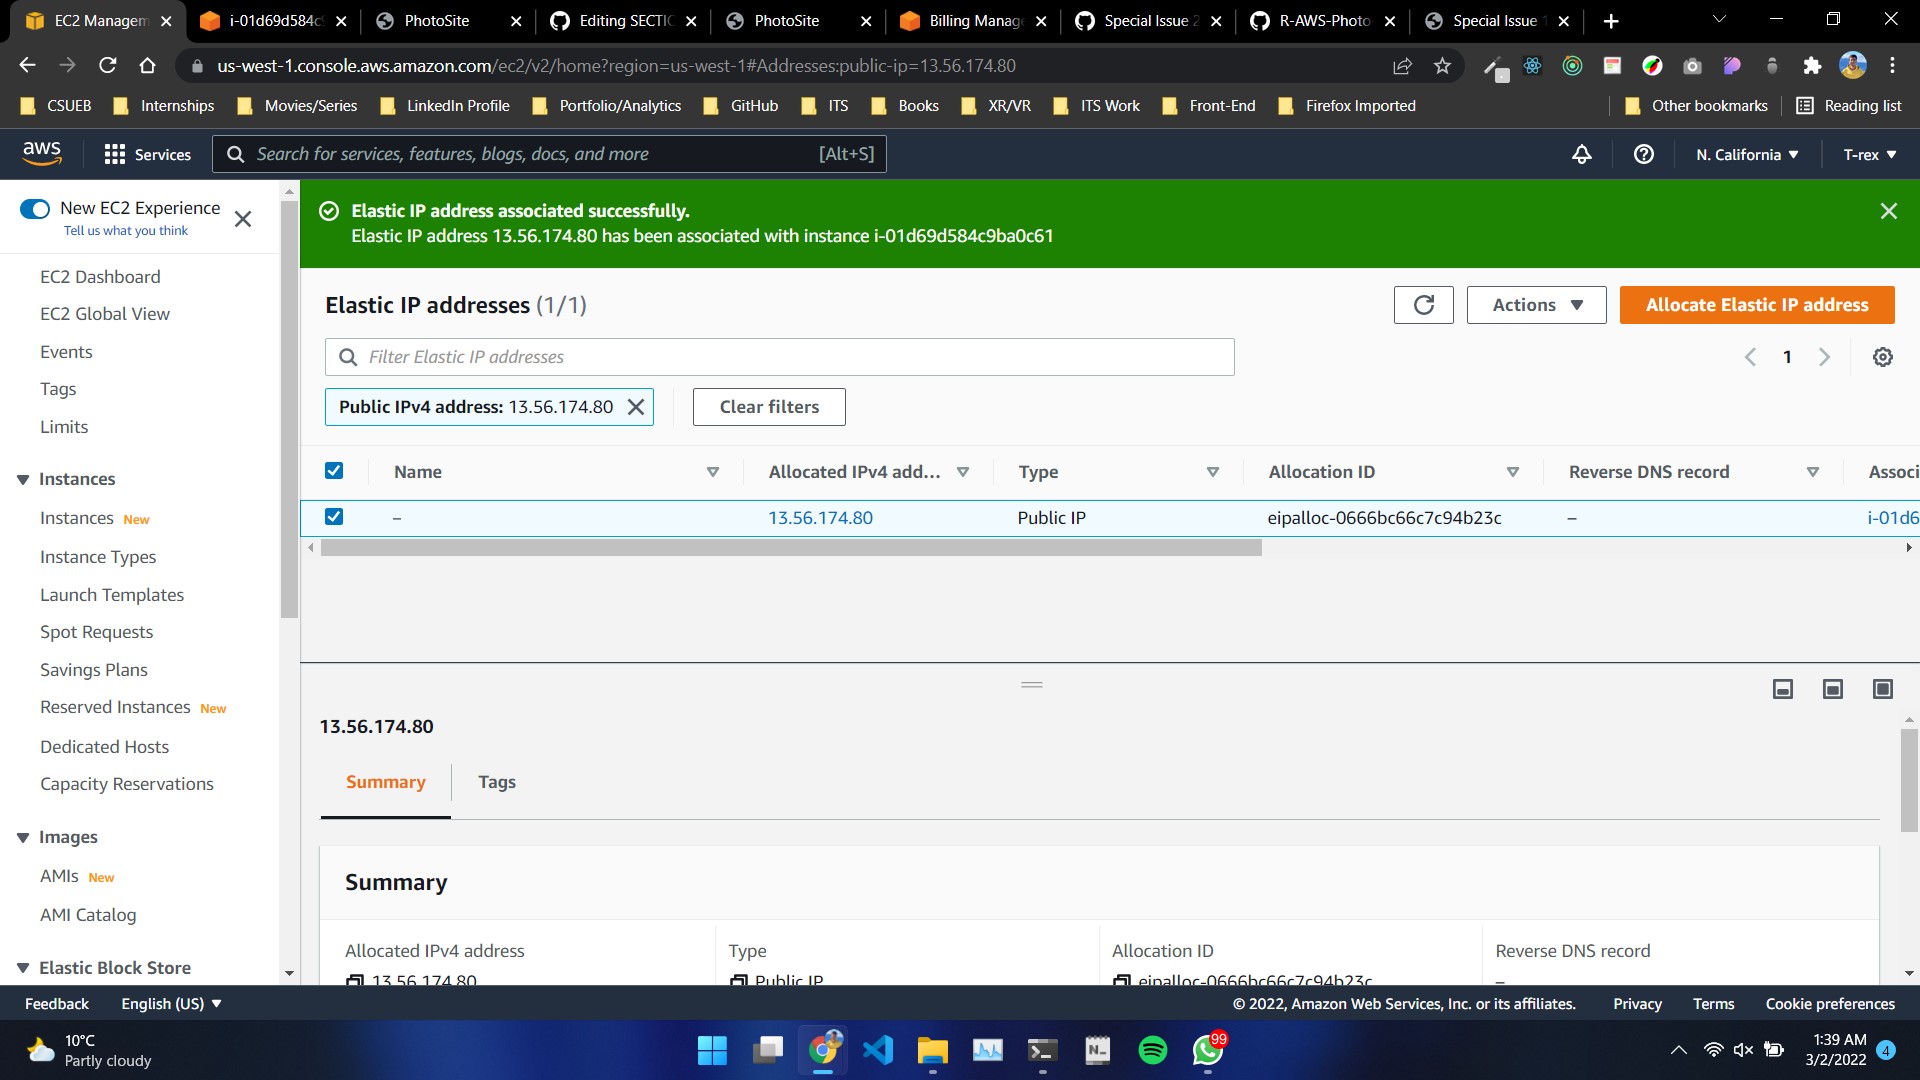 EC2 Managem
i-01d69d584c9
PhotoSite
Editing SECTIO
PhotoSite
Billing Manage
Special Issue 2
R-AWS-Photo
Special Issue 1
us-west-1.console.aws.amazon.com/ec2/v2/home?region=us-west-1#Addresses:public-ip=13.56.174.80
CSUEB Internships Movies/Series LinkedIn Profile Portfolio/Analytics GitHub ITS Books XR/VR ITS Work Front-End Firefox Imported Other bookmarks Reading list
aws Services Search for services, features, blogs, docs, and more [Alt+S] N. California T-rex
New EC2 Experience
Tell us what you think
EC2 Dashboard
EC2 Global View
Events
Tags
Limits
Instances
Instances New
Instance Types
Launch Templates
Spot Requests
Savings Plans
Reserved Instances New
Dedicated Hosts
Capacity Reservations
Images
AMIs New
AMI Catalog
Elastic Block Store
Elastic IP address associated successfully.
Elastic IP address 13.56.174.80 has been associated with instance i-01d69d584c9ba0c61
Elastic IP addresses (1/1)
Actions
Allocate Elastic IP address
Filter Elastic IP addresses
1
Public IPv4 address: 13.56.174.80
Clear filters
Name Allocated IPv4 add... Type Allocation ID Reverse DNS record Associ
– 13.56.174.80 Public IP eipalloc-0666bc66c7c94b23c – i-01d6
13.56.174.80
Summary Tags
Summary
Allocated IPv4 address Type Allocation ID Reverse DNS record
13.56.174.80 Public IP eipalloc-0666bc66c7c94b23c –
Feedback English (US) © 2022, Amazon Web Services, Inc. or its affiliates. Privacy Terms Cookie preferences
10°C
Partly cloudy
N
99
1:39 AM
3/2/2022
4